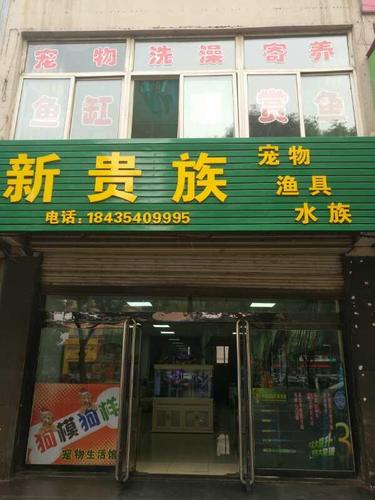 宠物洗澡寄养
鱼缸 赏鱼
新贵族
宠物
渔具
水族
电话:18435409995
狗模狗样
宠物生活馆
3